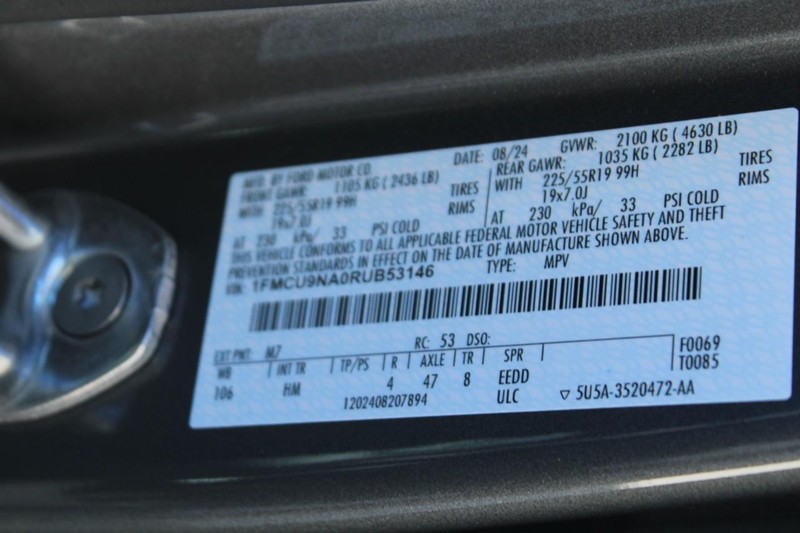 MFD. BY FORD MOTOR CO. DATE: 08/24 GVWR: 2100 KG ( 4630 LB)
FRONT GAWR: 1105 KG ( 2436 LB) REAR GAWR: 1035 KG ( 2282 LB)
WITH 225/55R19 99H TIRES WITH 225/55R19 99H TIRES
19x7.0J RIMS 19x7.0J RIMS
AT 230 kPa/ 33 PSI COLD AT 230 kPa/ 33 PSI COLD
THIS VEHICLE CONFORMS TO ALL APPLICABLE FEDERAL MOTOR VEHICLE SAFETY AND THEFT
PREVENTION STANDARDS IN EFFECT ON THE DATE OF MANUFACTURE SHOWN ABOVE.
VIN: 1FMCU9NA0RUB53146 TYPE: MPV
EXT PNT: M7 RC: 53 DSO: F0069
WB INT TR TP/PS R AXLE TR SPR T0085
106 HM 4 47 8 EEDD
1202408207894 ULC ▽ 5U5A-3520472-AA